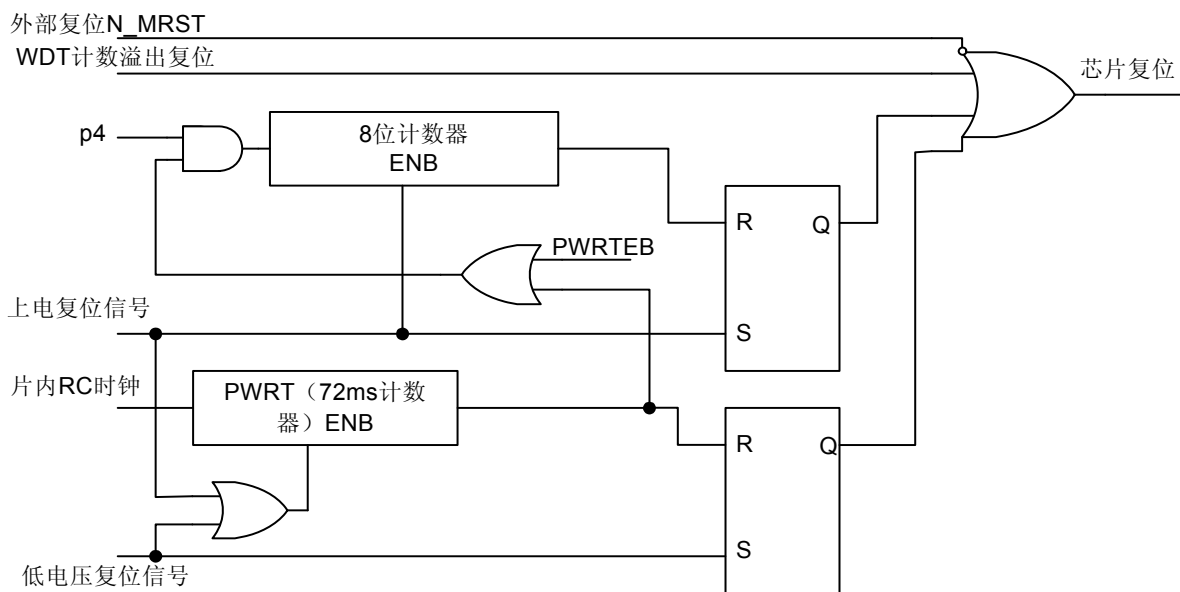 外部复位N_MRST
WDT计数溢出复位
芯片复位
p4
8位计数器
ENB
R
Q
PWRTEB
上电复位信号
S
片内RC时钟
PWRT（72ms计数
器）ENB
R
Q
S
低电压复位信号